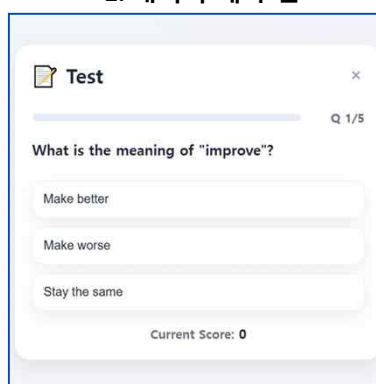 Test
×
Q 1/5
What is the meaning of "improve"?
Make better
Make worse
Stay the same
Current Score: 0